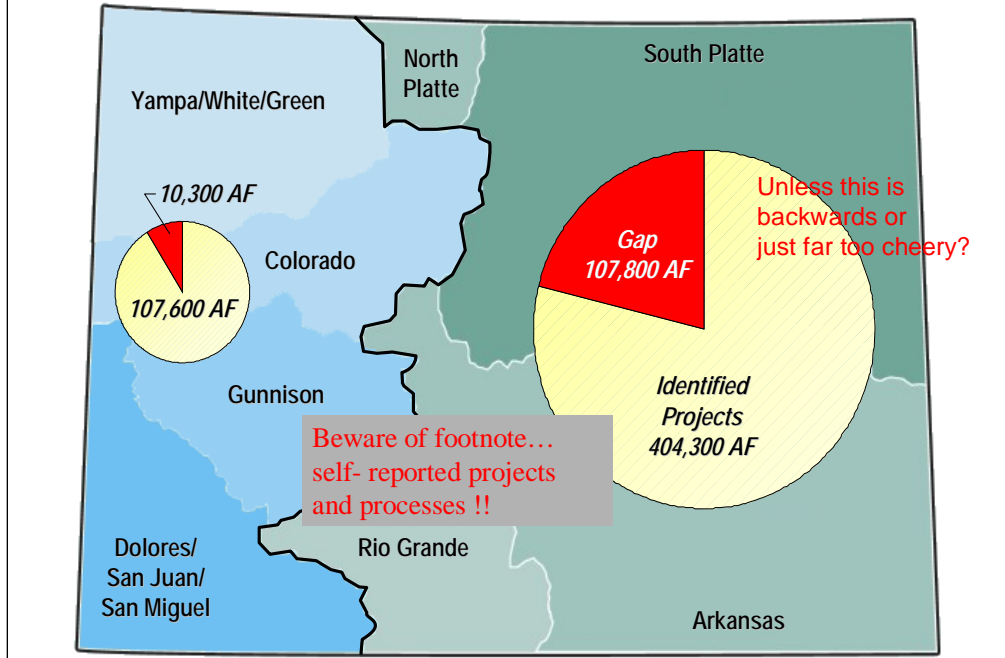 North
Platte
South Platte
Yampa/White/Green
10,300 AF
Unless this is
backwards or
just far too cheery?
Gap
107,800 AF
Colorado
107,600 AF
Gunnison
Identified
Projects
404,300 AF
Beware of footnote…
self- reported projects
and processes !!
Dolores/
San Juan/
San Miguel
Rio Grande
Arkansas